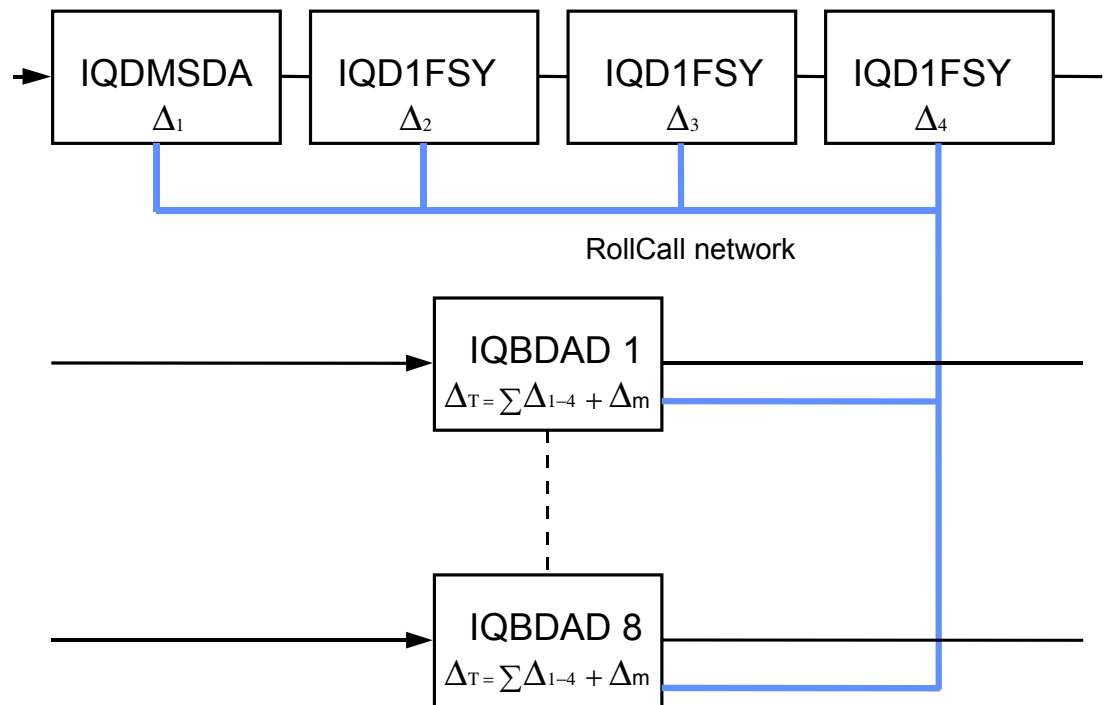 IQDMSDA IQD1FSY IQD1FSY IQD1FSY
Δ1 Δ2 Δ3 Δ4
RollCall network
IQBDAD 1
ΔT = ∑Δ1–4 + Δm
IQBDAD 8
ΔT = ∑Δ1–4 + Δm